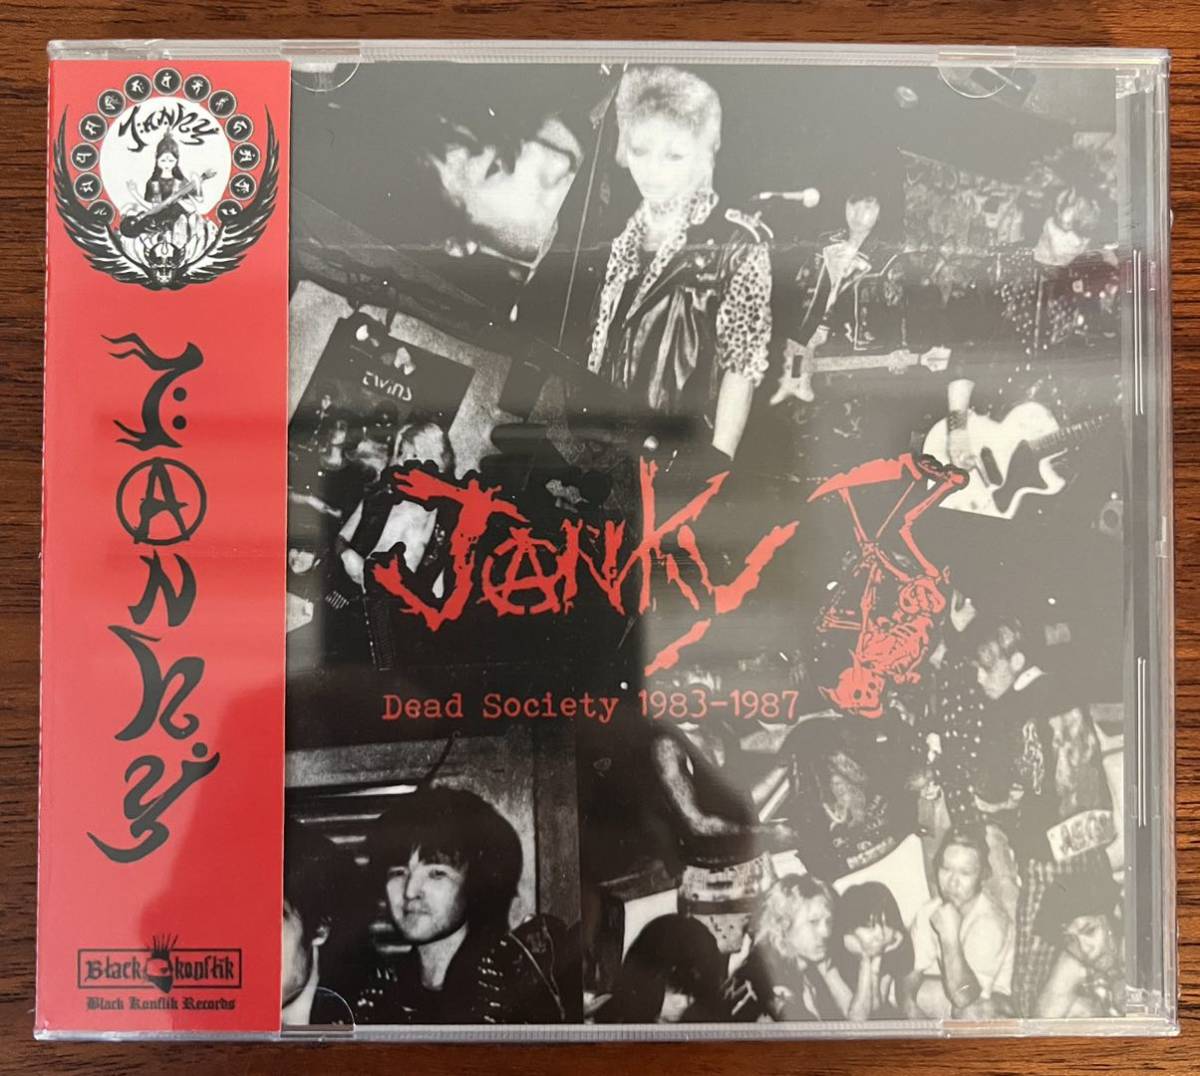 JANKY
JANKY
Black Konflik
Black Konflik Records
twins
JANKY
Dead Society 1983-1987